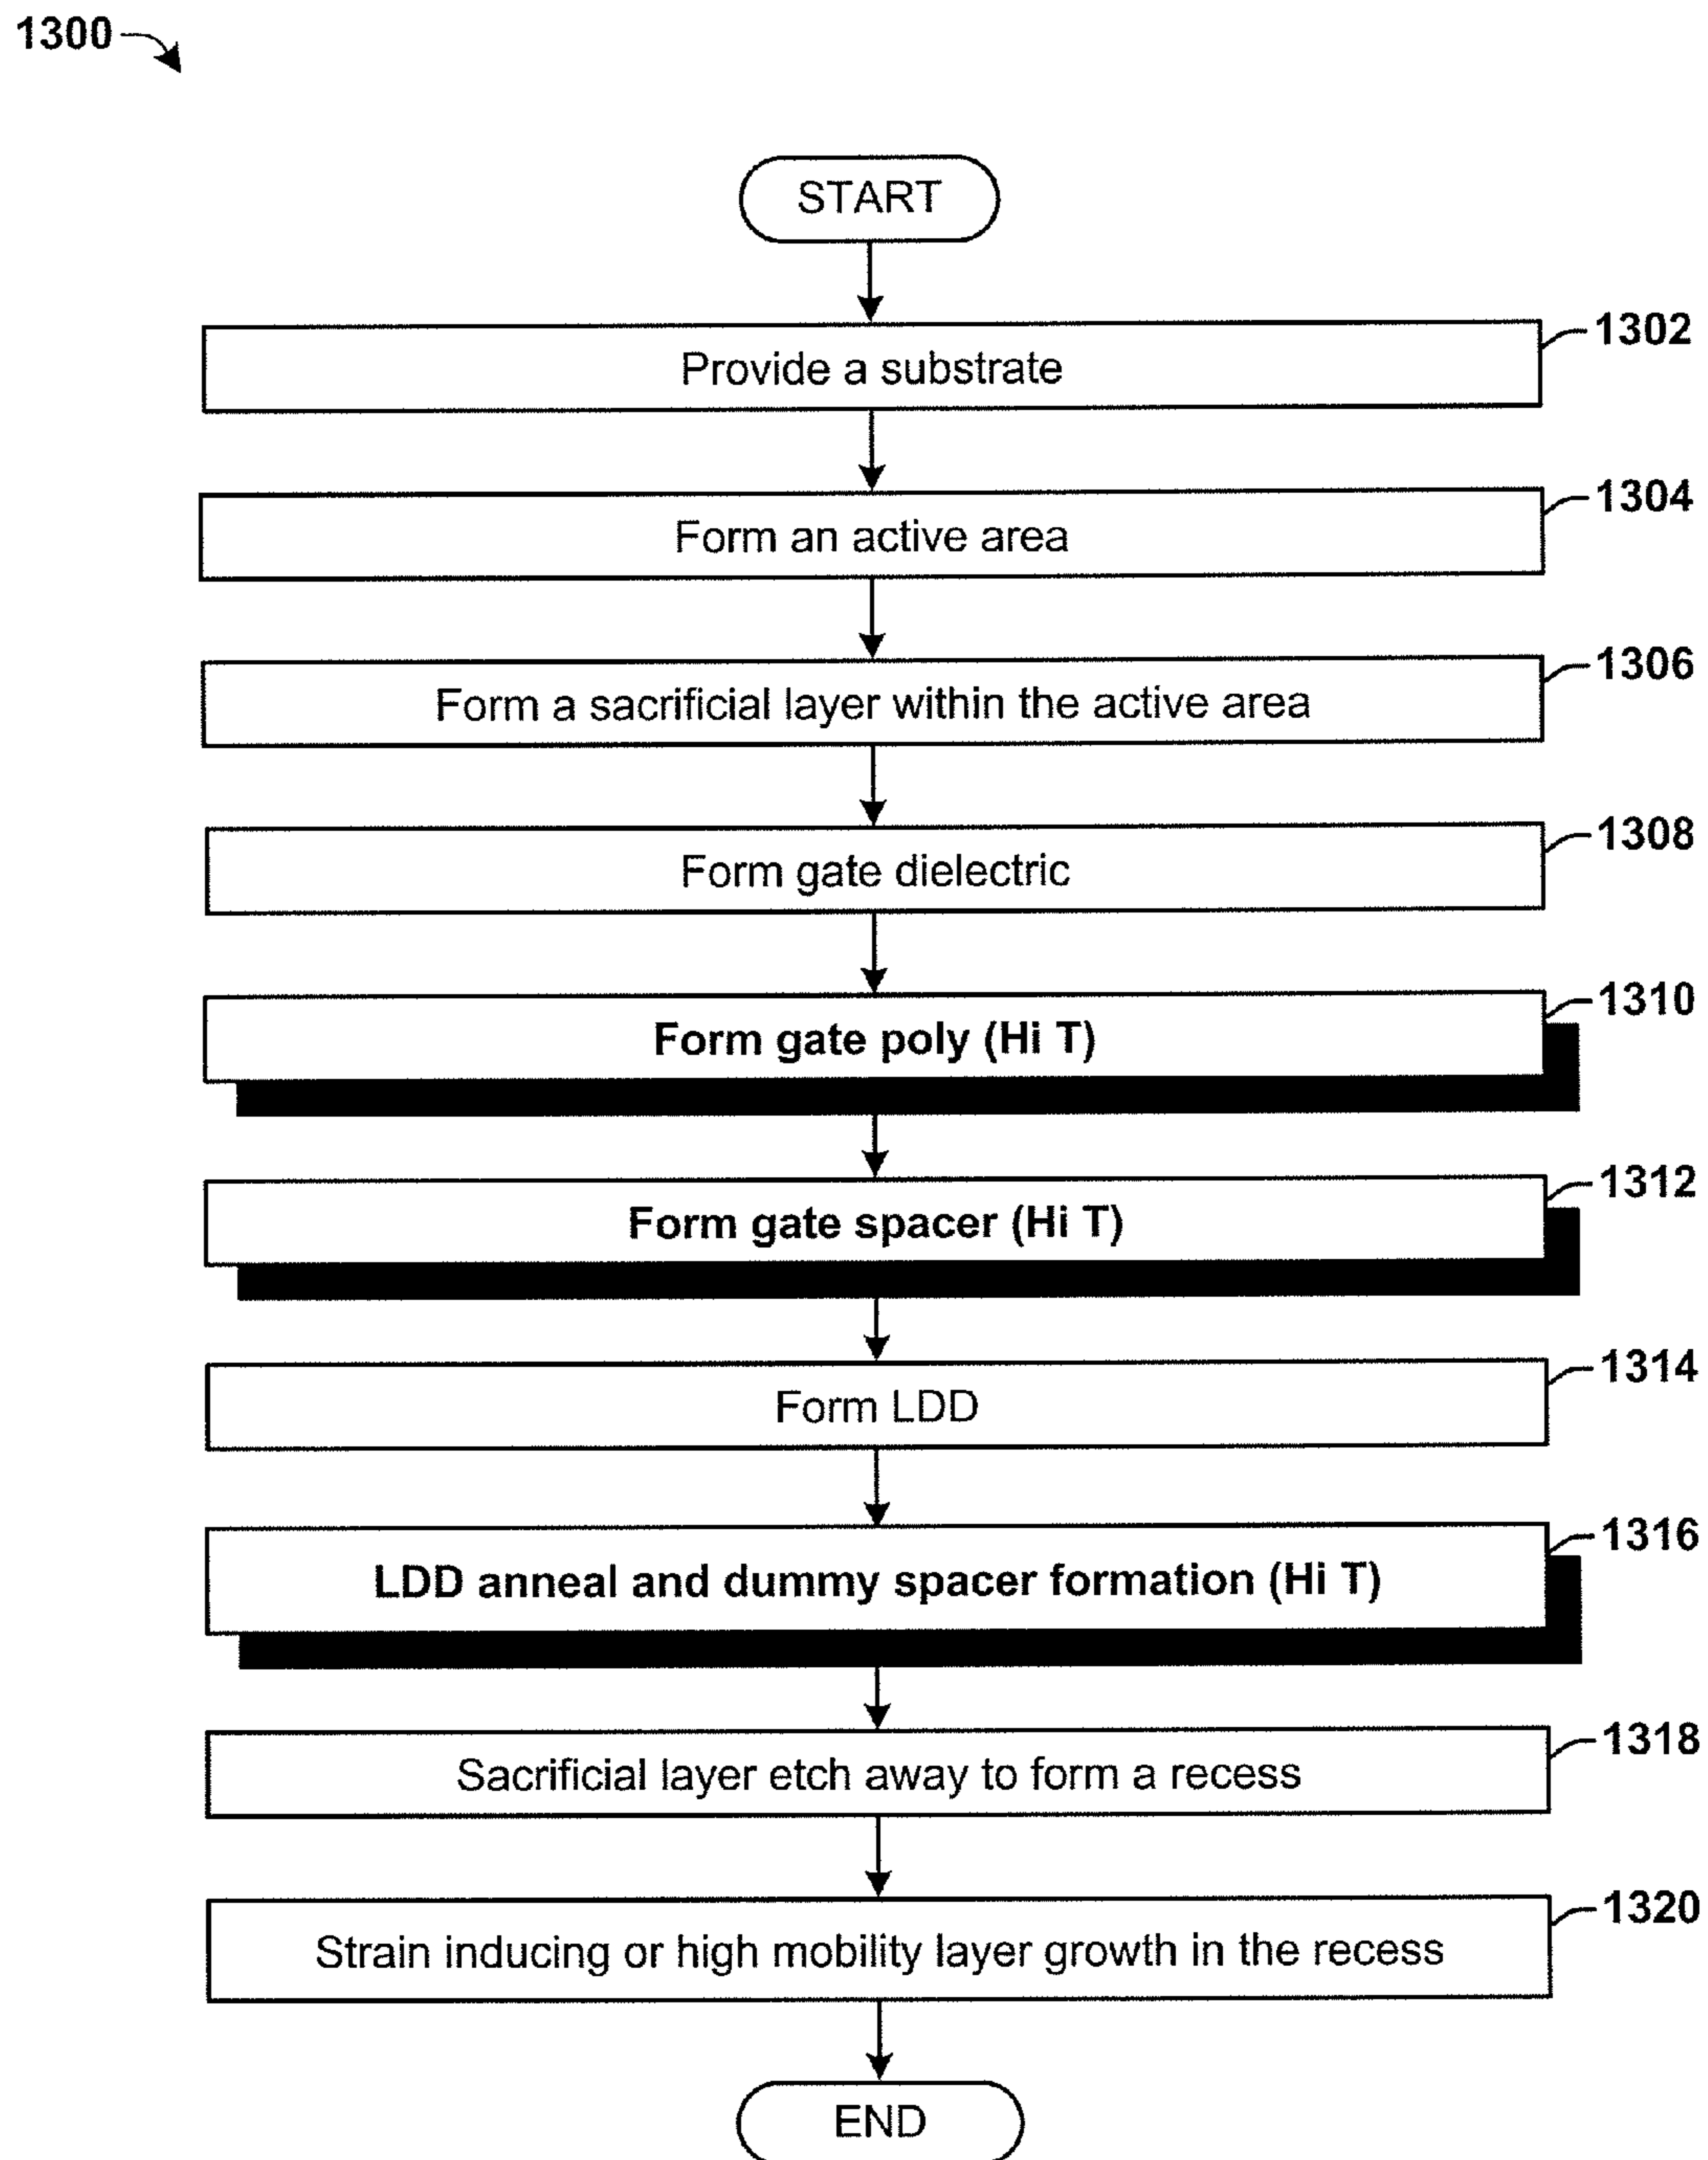 1300
START
Provide a substrate
1302
Form an active area
1304
Form a sacrificial layer within the active area
1306
Form gate dielectric
1308
Form gate poly (Hi T)
1310
Form gate spacer (Hi T)
1312
Form LDD
1314
LDD anneal and dummy spacer formation (Hi T)
1316
Sacrificial layer etch away to form a recess
1318
Strain inducing or high mobility layer growth in the recess
1320
END